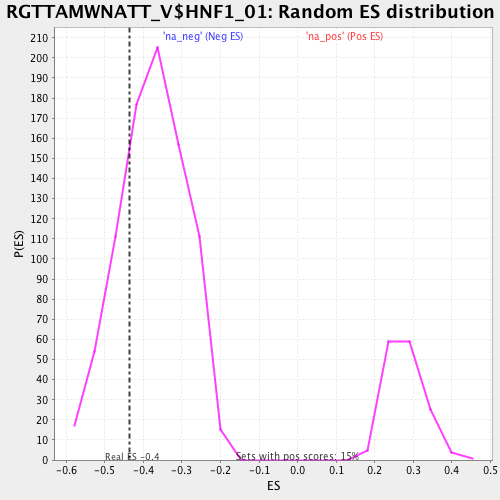 RGTTAMWNATT_V$HNF1_01: Random ES distribution
'na_neg' (Neg ES)
'na_pos' (Pos ES)
210
200
190
180
170
160
150
140
130
120
110
100
90
80
70
60
50
40
30
20
10
0
P(ES)
Real ES -0.4
Sets with pos scores: 15%
-0.6 -0.5 -0.4 -0.3 -0.2 -0.1 0.0 0.1 0.2 0.3 0.4 0.5
ES